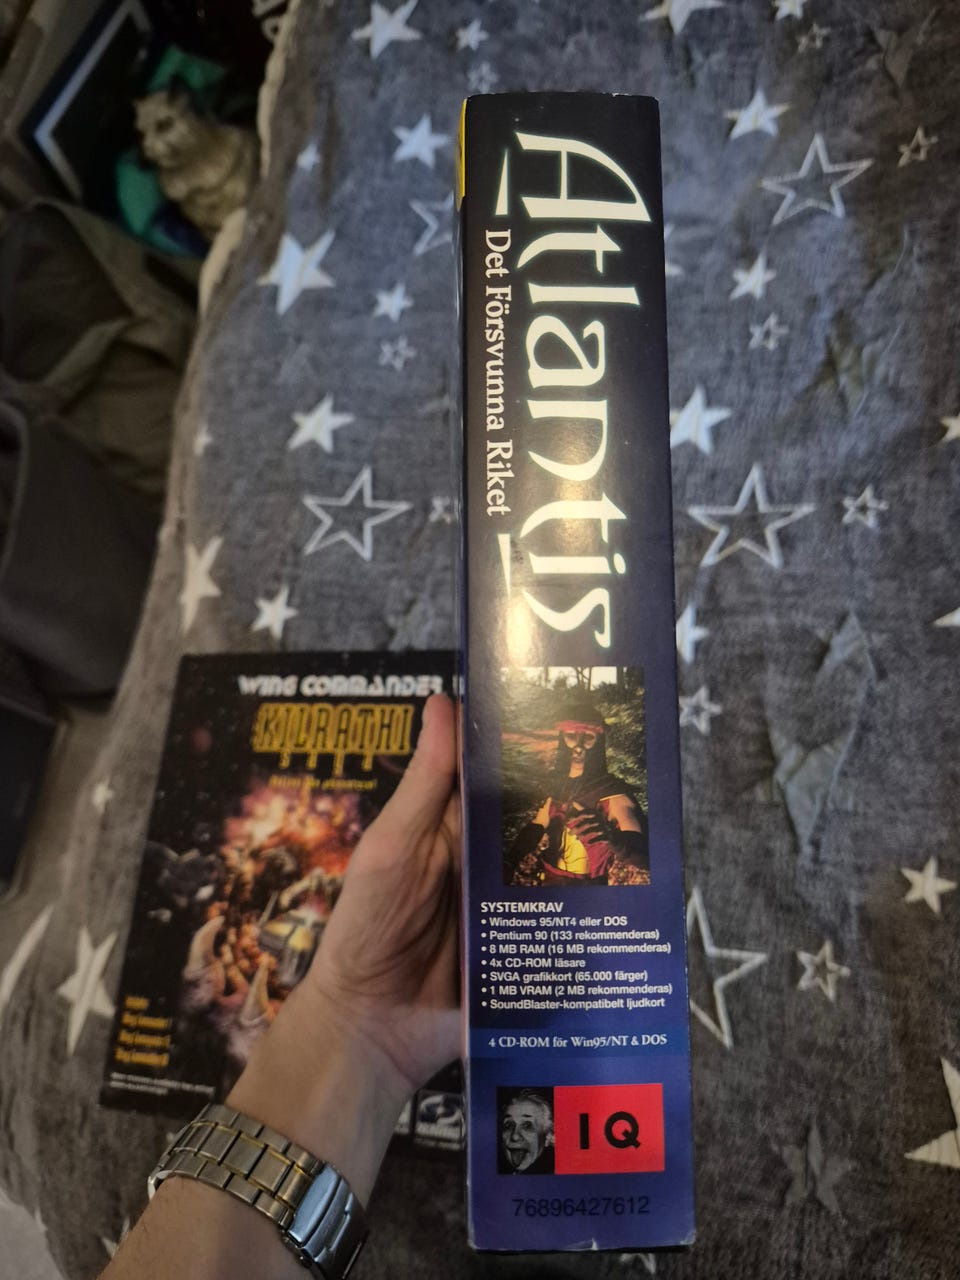 Atlantis
Det Försvunna Riket
SYSTEMKRAV
• Windows 95/NT4 eller DOS
• Pentium 90 (133 rekommenderas)
• 8 MB RAM (16 MB rekommenderas)
• 4x CD-ROM läsare
• SVGA grafikkort (65.000 färger)
• 1 MB VRAM (2 MB rekommenderas)
• SoundBlaster-kompatibelt ljudkort
4 CD-ROM för Win95/NT & DOS
IQ
76896427612
WING COMMANDER
KILRATHI
SAGA